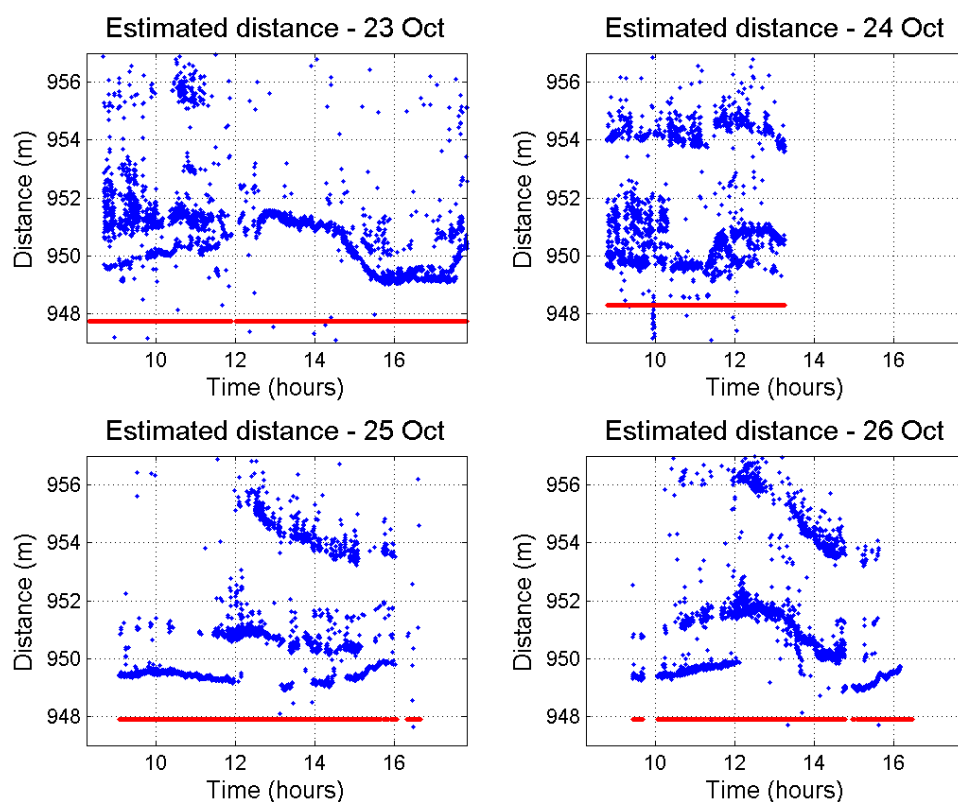 Estimated distance - 23 Oct
956
954
952
950
948
Distance (m)
10 12 14 16
Time (hours)
Estimated distance - 24 Oct
956
954
952
950
948
Distance (m)
10 12 14 16
Time (hours)
Estimated distance - 25 Oct
956
954
952
950
948
Distance (m)
10 12 14 16
Time (hours)
Estimated distance - 26 Oct
956
954
952
950
948
Distance (m)
10 12 14 16
Time (hours)